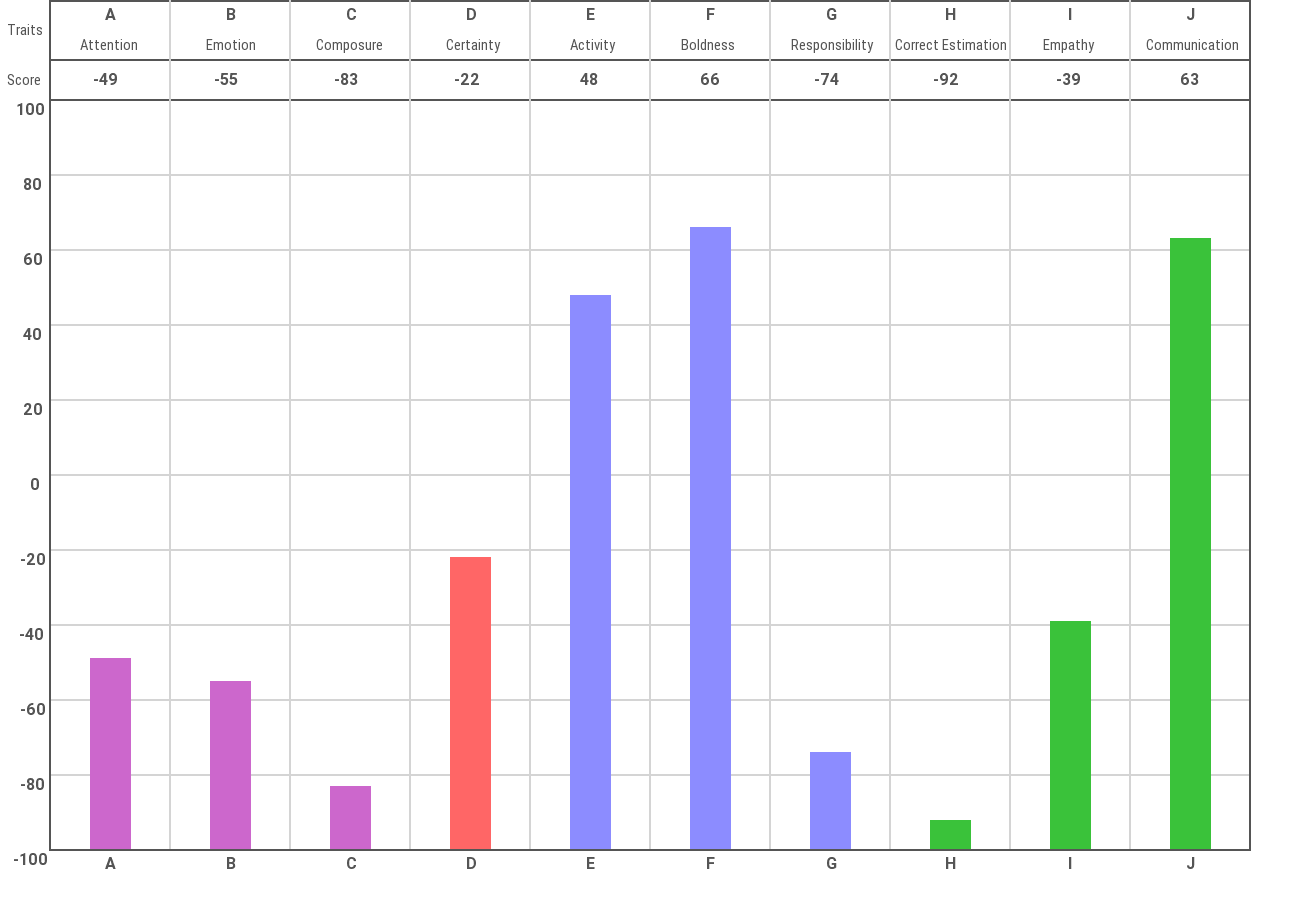 Traits
A B C D E F G H I J
Attention Emotion Composure Certainty Activity Boldness Responsibility Correct Estimation Empathy Communication
Score -49 -55 -83 -22 48 66 -74 -92 -39 63
100
80
60
40
20
0
-20
-40
-60
-80
-100
A B C D E F G H I J